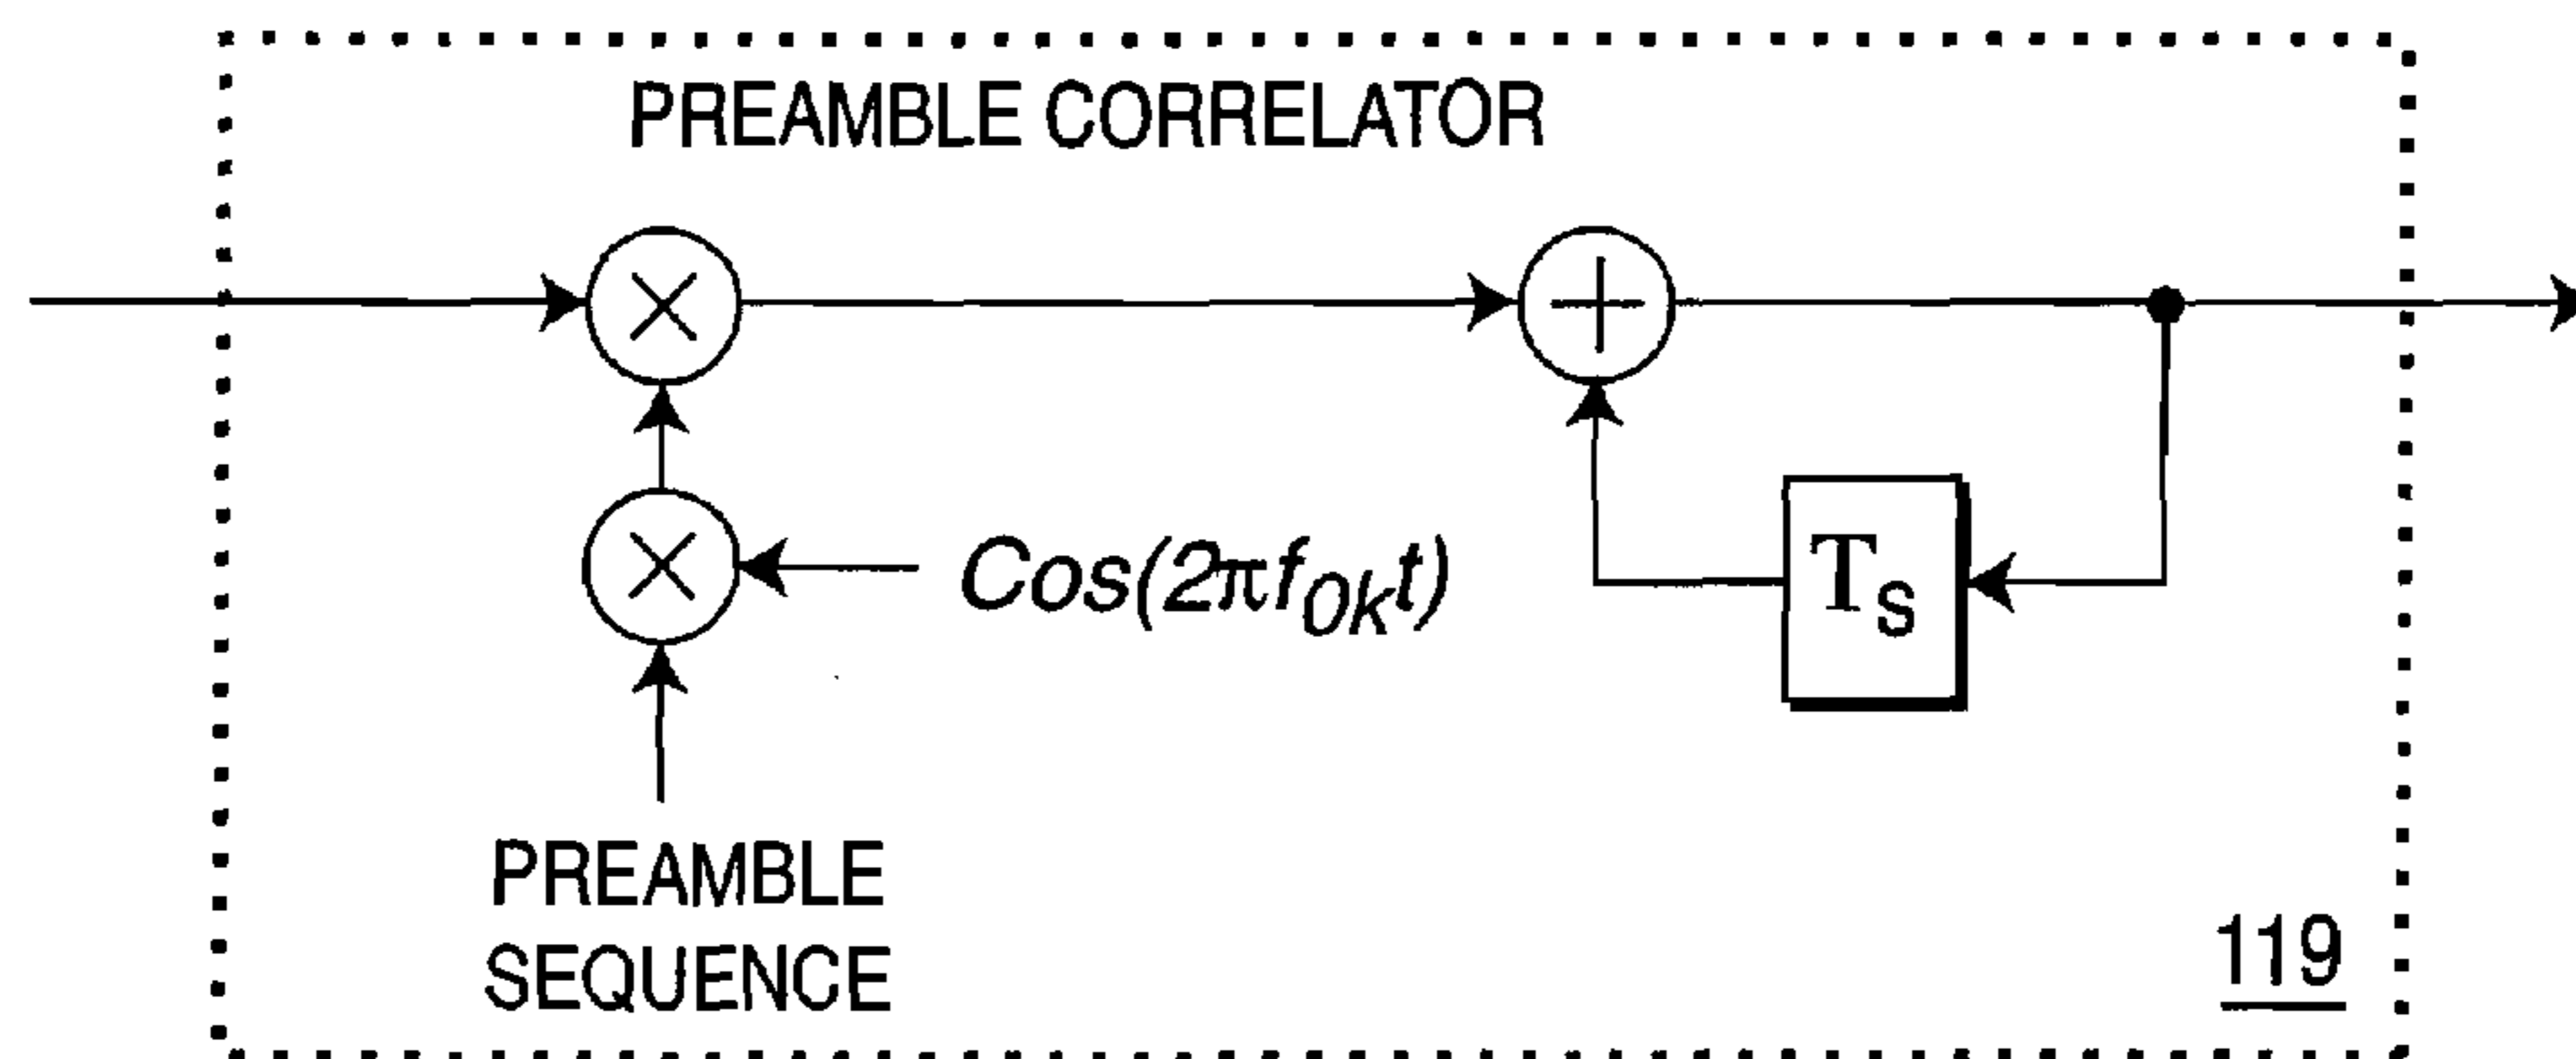 PREAMBLE CORRELATOR
Cos(2πf0kt)
TS
PREAMBLE
SEQUENCE
119